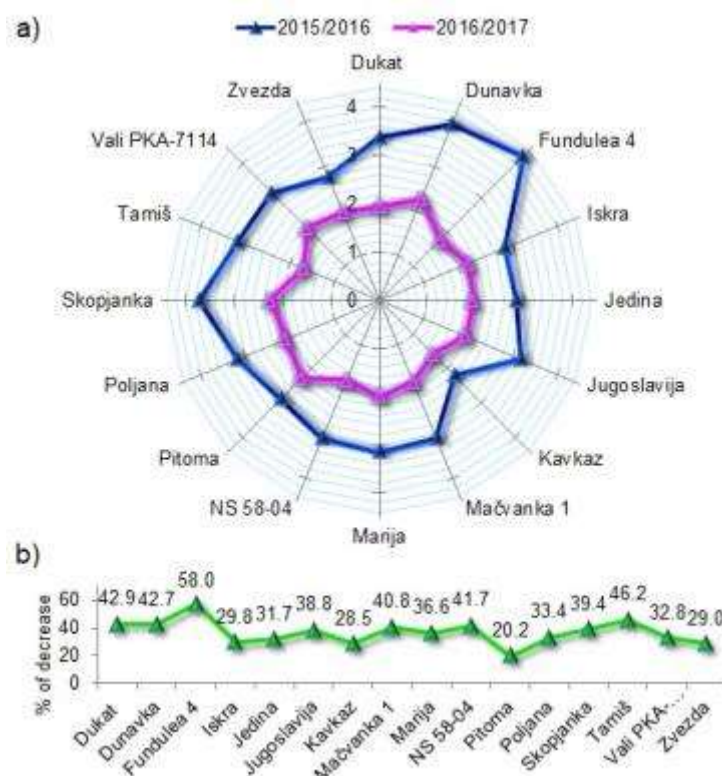 a)
2015/2016 2016/2017
Dukat
Zvezda Dunavka
Vali PKA-7114 Fundulea 4
Tamiš Iskra
Skopjanka Jedina
Poljana Jugoslavija
Pitoma Kavkaz
NS 58-04 Mačvanka 1
Marija
4
3
2
1
0
b)
% of decrease
60
40
20
0
42.9 42.7 58.0 29.8 31.7 38.8 28.5 40.8 36.6 41.7 20.2 33.4 39.4 46.2 32.8 29.0
Dukat
Dunavka
Fundulea 4
Iskra
Jedina
Jugoslavija
Kavkaz
Mačvanka 1
Marija
NS 58-04
Pitoma
Poljana
Skopjanka
Tamiš
Vali PKA-...
Zvezda